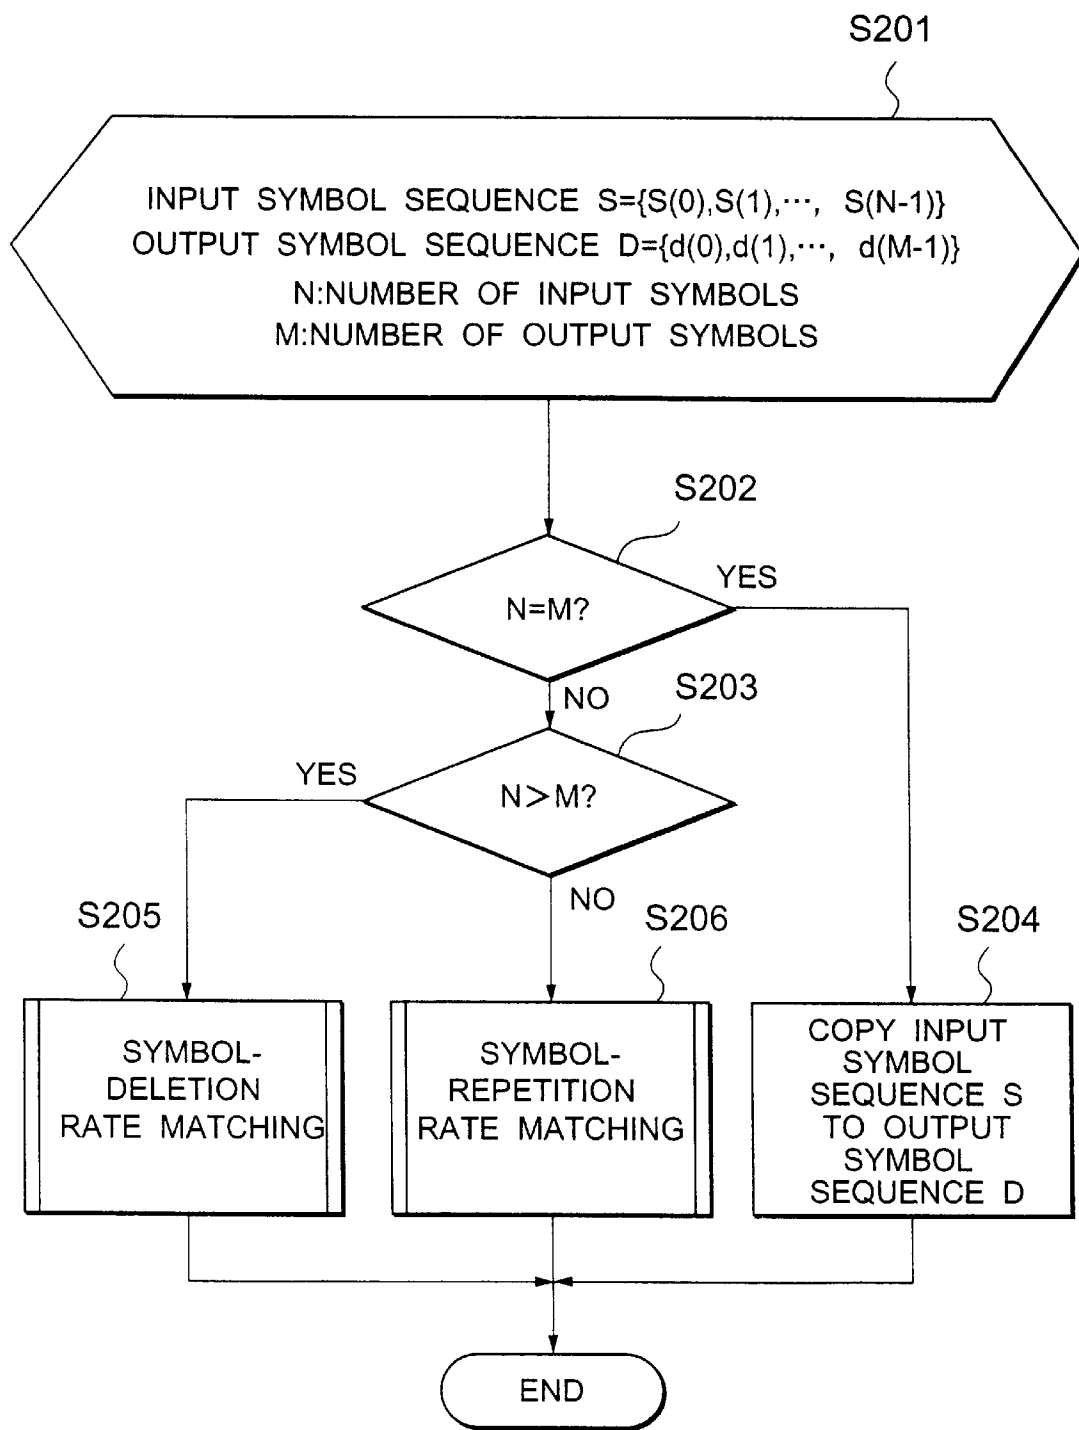 S201
INPUT SYMBOL SEQUENCE S={S(0),S(1),⋯, S(N-1)}
OUTPUT SYMBOL SEQUENCE D={d(0),d(1),⋯, d(M-1)}
N:NUMBER OF INPUT SYMBOLS
M:NUMBER OF OUTPUT SYMBOLS
S202
YES
N=M?
NO
S203
YES
N>M?
NO
S205
S206
S204
SYMBOL-
DELETION
RATE MATCHING
SYMBOL-
REPETITION
RATE MATCHING
COPY INPUT
SYMBOL
SEQUENCE S
TO OUTPUT
SYMBOL
SEQUENCE D
END